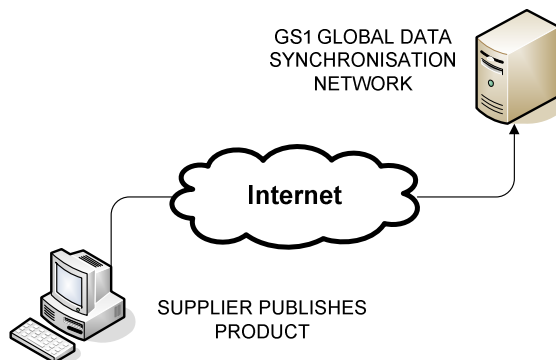 GS1 GLOBAL DATA
SYNCHRONISATION
NETWORK
Internet
SUPPLIER PUBLISHES
PRODUCT